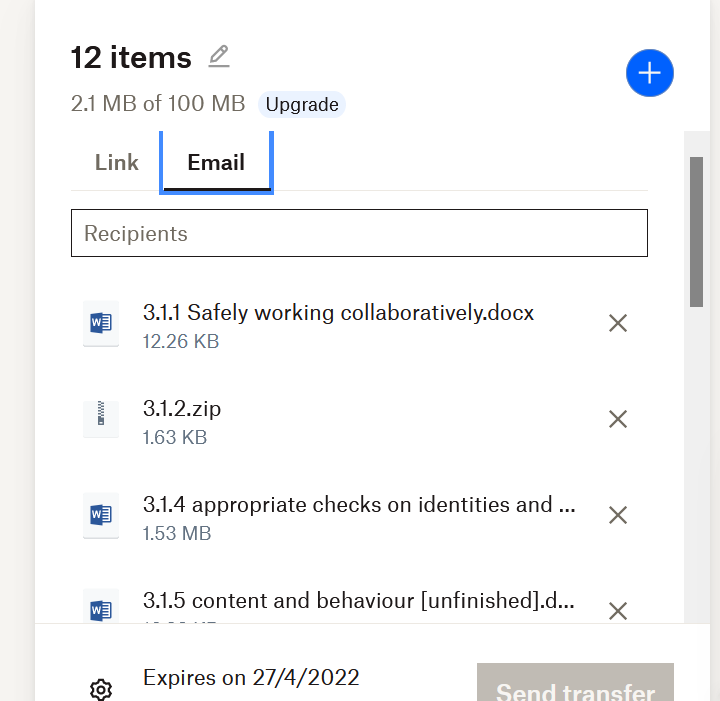 12 items
2.1 MB of 100 MB Upgrade
Link Email
Recipients
3.1.1 Safely working collaboratively.docx
12.26 KB
3.1.2.zip
1.63 KB
3.1.4 appropriate checks on identities and ...
1.53 MB
3.1.5 content and behaviour [unfinished].d...
Expires on 27/4/2022
Send transfer